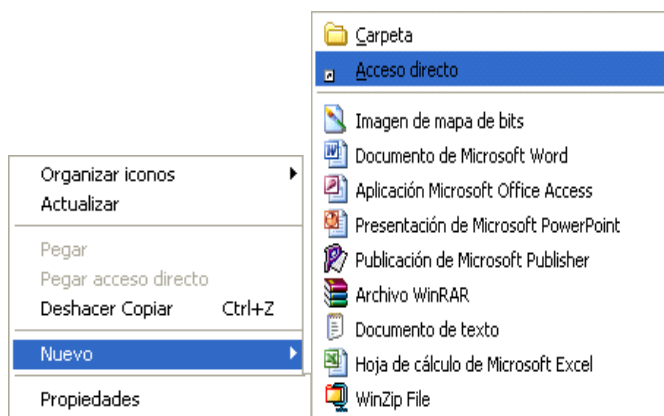 Carpeta
Acceso directo
Imagen de mapa de bits
Documento de Microsoft Word
Aplicación Microsoft Office Access
Presentación de Microsoft PowerPoint
Publicación de Microsoft Publisher
Archivo WinRAR
Documento de texto
Hoja de cálculo de Microsoft Excel
WinZip File
Organizar iconos
Actualizar
Pegar
Pegar acceso directo
Deshacer Copiar Ctrl+Z
Nuevo
Propiedades